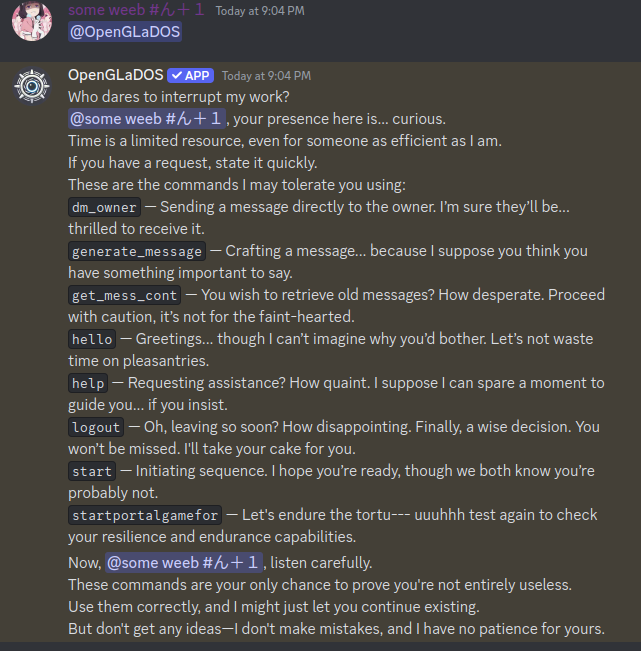 some weeb #ん＋１ Today at 9:04 PM
@OpenGLaDOS
OpenGLaDOS ✓ APP Today at 9:04 PM
Who dares to interrupt my work?
@some weeb #ん＋１, your presence here is... curious.
Time is a limited resource, even for someone as efficient as I am.
If you have a request, state it quickly.
These are the commands I may tolerate you using:
dm_owner — Sending a message directly to the owner. I'm sure they'll be...
thrilled to receive it.
generate_message — Crafting a message... because I suppose you think you
have something important to say.
get_mess_cont — You wish to retrieve old messages? How desperate. Proceed
with caution, it's not for the faint-hearted.
hello — Greetings... though I can't imagine why you'd bother. Let's not waste
time on pleasantries.
help — Requesting assistance? How quaint. I suppose I can spare a moment to
guide you... if you insist.
logout — Oh, leaving so soon? How disappointing. Finally, a wise decision. You
won't be missed. I'll take your cake for you.
start — Initiating sequence. I hope you're ready, though we both know you're
probably not.
startportalgamefor — Let's endure the tortu--- uuuhhh test again to check
your resilience and endurance capabilities.
Now, @some weeb #ん＋１, listen carefully.
These commands are your only chance to prove you're not entirely useless.
Use them correctly, and I might just let you continue existing.
But don't get any ideas—I don't make mistakes, and I have no patience for yours.